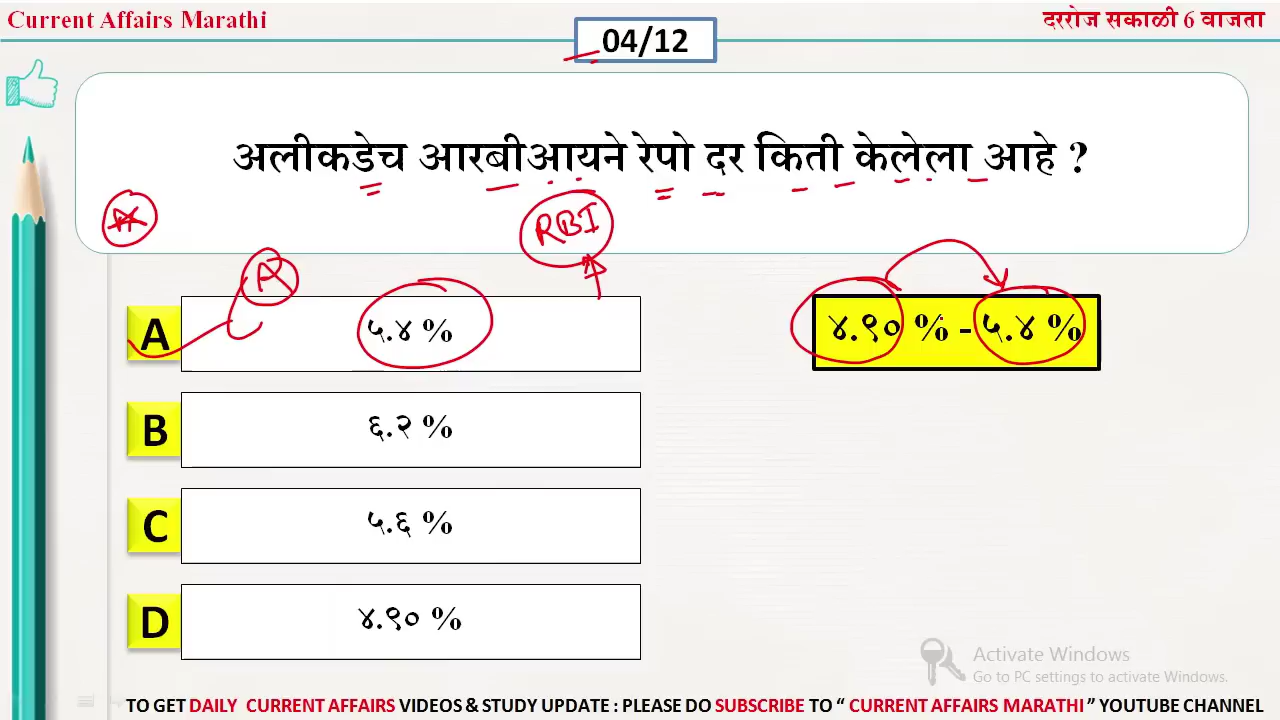 Current Affairs Marathi
दररोज सकाळी 6 वाजता
04/12
अलीकडेच आरबीआयने रेपो दर किती केलेला आहे ?
RBI
A
A
५.४ %
४.९० % - ५.४ %
B
६.२ %
C
५.६ %
D
४.९० %
Activate Windows
Go to PC settings to activate Windows.
TO GET DAILY CURRENT AFFAIRS VIDEOS & STUDY UPDATE : PLEASE DO SUBSCRIBE TO “ CURRENT AFFAIRS MARATHI ” YOUTUBE CHANNEL